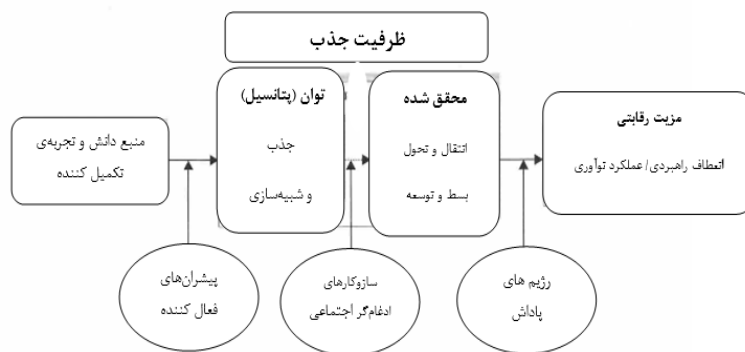 ظرفیت جذب
منبع دانش و تجربه‌ی
تکمیل کننده
توان (پتانسیل)
جذب
و شبیه‌سازی
محقق شده
انتقال و تحول
بسط و توسعه
مزیت رقابتی
انعطاف راهبردی/عملکرد نوآوری
پیشران‌های
فعال کننده
سازوکارهای
ادغام‌گر اجتماعی
رژیم های
پاداش